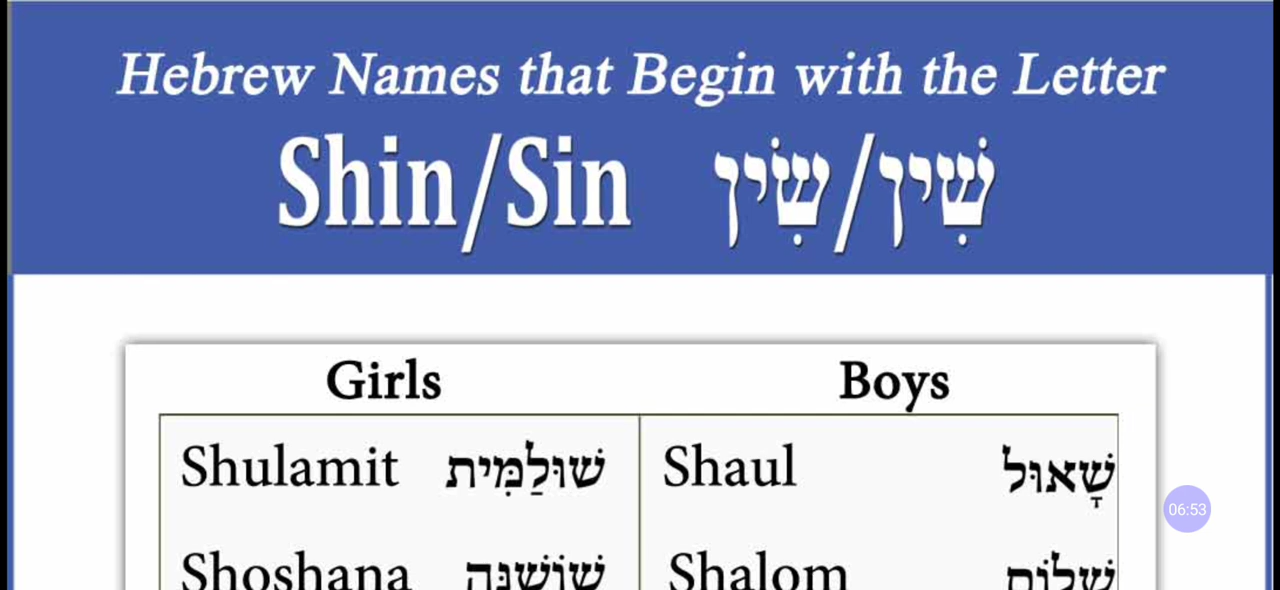 Hebrew Names that Begin with the Letter
Shin/Sin שִׁין/שִׂין
Girls Boys
Shulamit שׁוּלַמִּית Shaul שָׁאוּל
06:53
Shoshana שׁוֹשַׁנָּה Shalom שָׁלוֹם